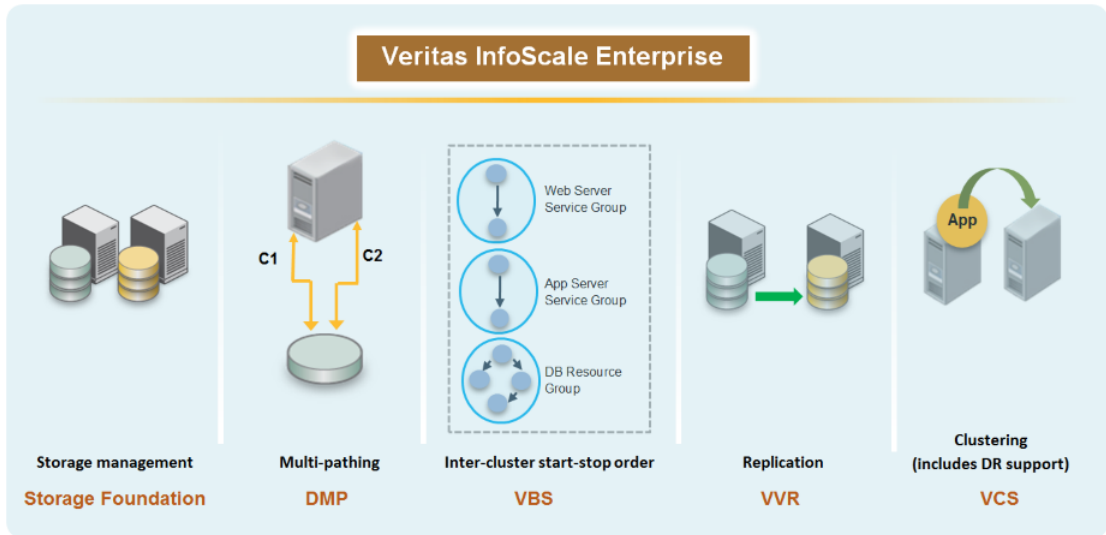 Veritas InfoScale Enterprise
C1
C2
Web Server
Service Group
App Server
Service Group
DB Resource
Group
App
Storage management
Storage Foundation
Multi-pathing
DMP
Inter-cluster start-stop order
VBS
Replication
VVR
Clustering
(includes DR support)
VCS